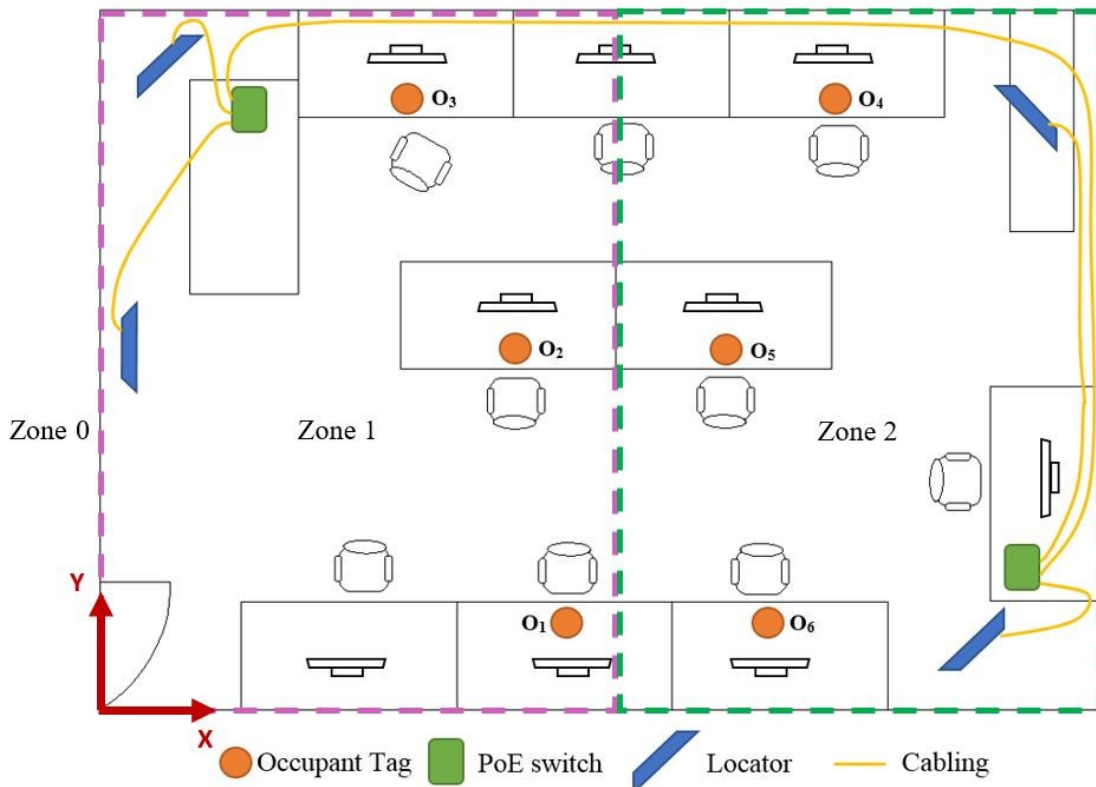 O3
O4
O2
O5
Zone 0
Zone 1
Zone 2
Y
O1
O6
X
Occupant Tag
PoE switch
Locator
Cabling